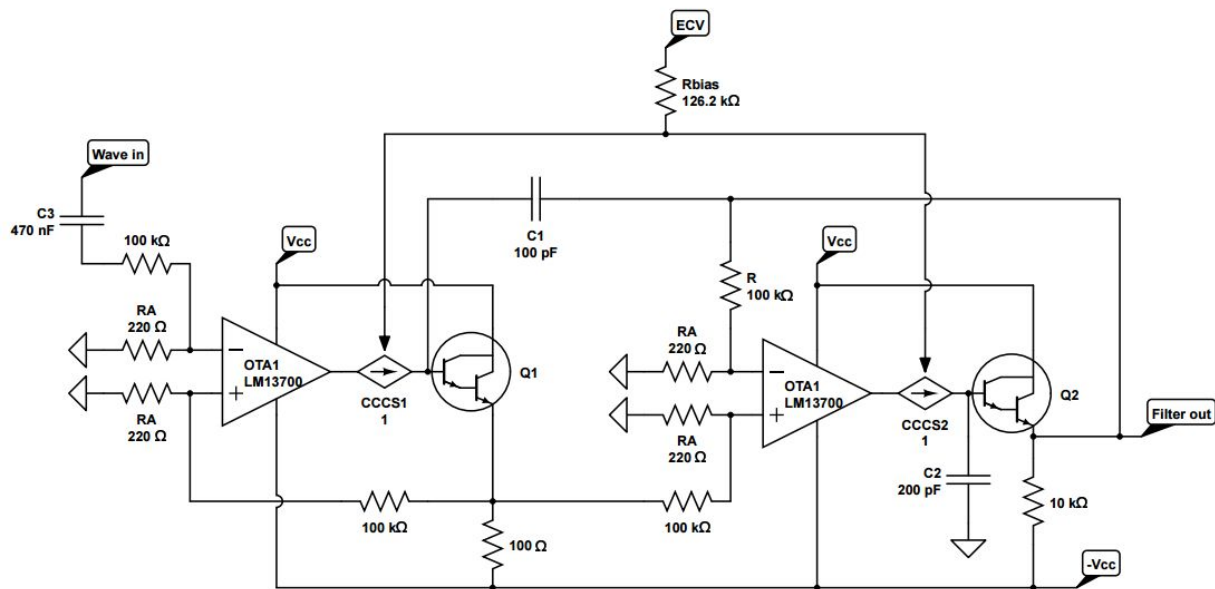 ECV
Rbias
126.2 kΩ
Wave in
C3
470 nF
100 kΩ
Vcc
C1
100 pF
Vcc
R
100 kΩ
RA
220 Ω
RA
220 Ω
−
OTA1
LM13700
+
CCCS1
1
Q1
RA
220 Ω
RA
220 Ω
−
OTA1
LM13700
+
CCCS2
1
Q2
Filter out
C2
200 pF
10 kΩ
100 kΩ
100 kΩ
100 Ω
-Vcc